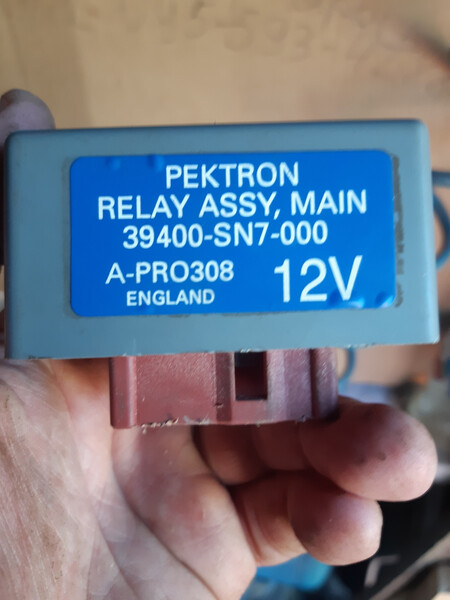 PEKTRON
RELAY ASSY, MAIN
39400-SN7-000
A-PRO308 12V
ENGLAND